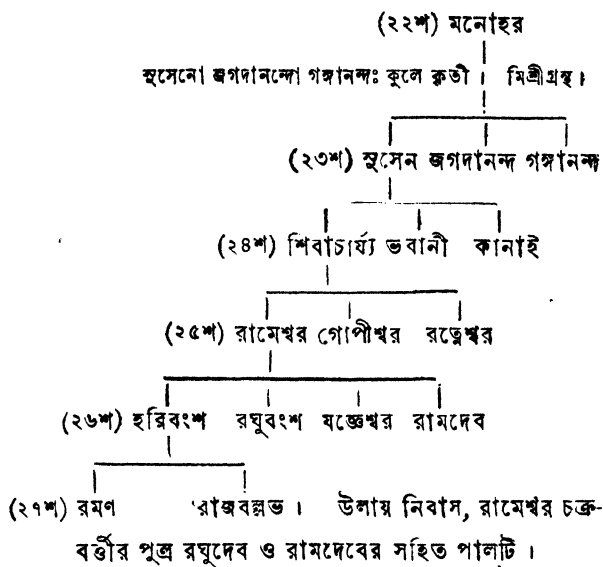 (২২শ) মনোহর
সুসেনো জগদানন্দো গঙ্গানন্দঃ কুলে কৃতী। মিশ্রীগ্রন্থ।
(২৩শ) সুসেন জগদানন্দ গঙ্গানন্দ
(২৪শ) শিবাচার্য্য ভবানী কানাই
(২৫শ) রামেশ্বর গোপীশ্বর রত্নেশ্বর
(২৬শ) হরিবংশ রঘুবংশ যজ্ঞেশ্বর রামদেব
(২৭শ) রমণ রাজবল্লভ। উলায় নিবাস, রামেশ্বর চক্র-
বর্ত্তীর পুত্র রঘুদেব ও রামদেবের সহিত পালটি।